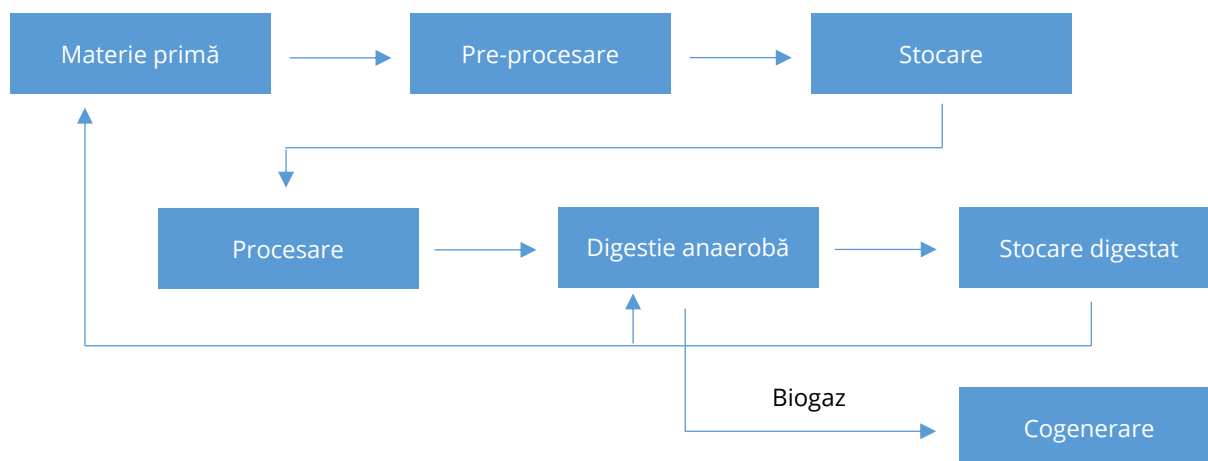 Materie primă
Pre-procesare
Stocare
Procesare
Digestie anaerobă
Stocare digestat
Biogaz
Cogenerare